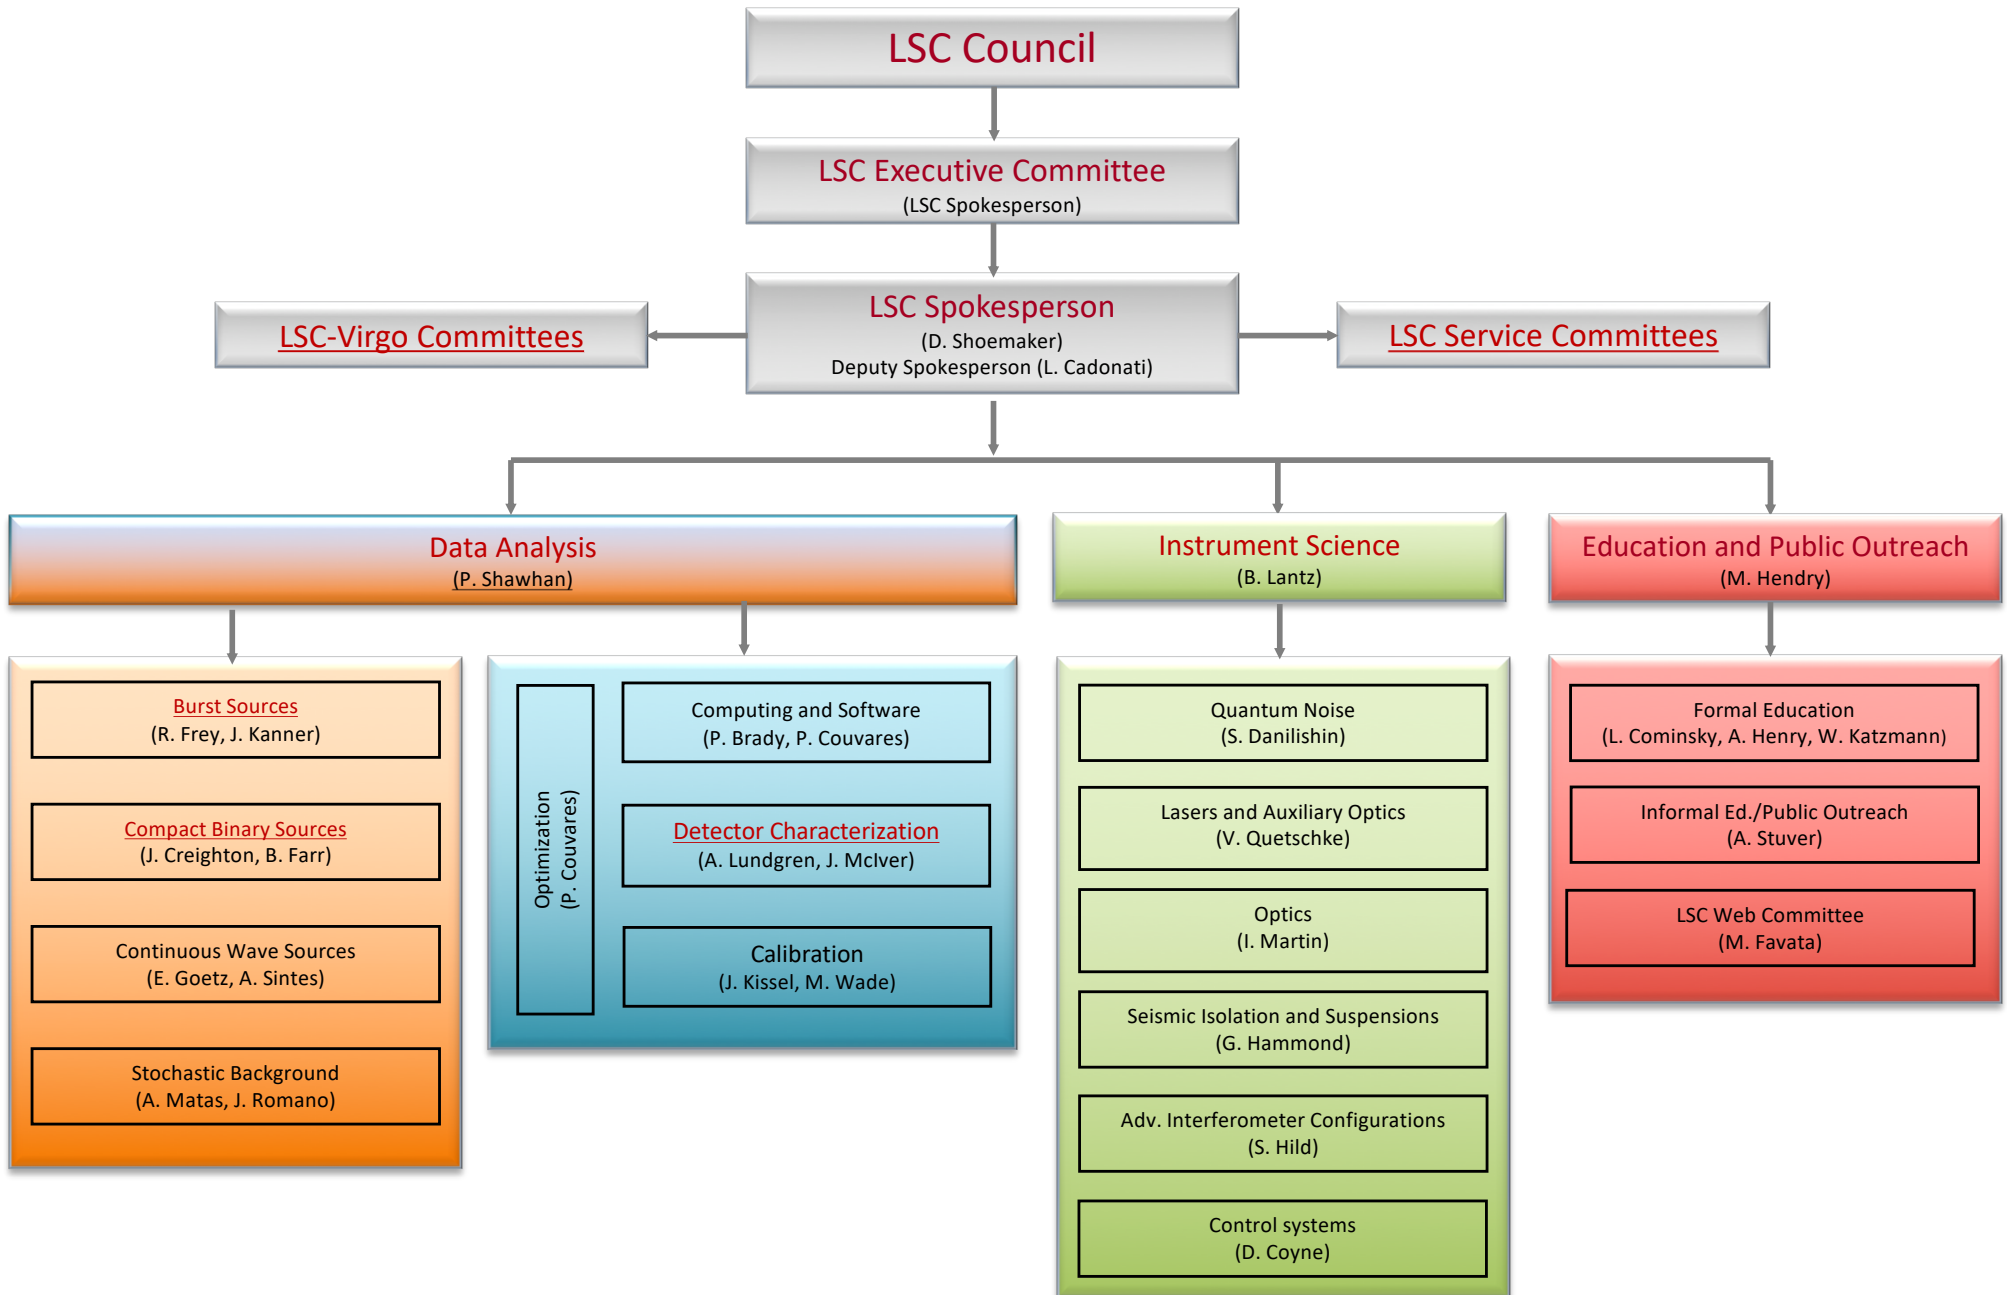 LSC Council
LSC Executive Committee
(LSC Spokesperson)
LSC Spokesperson
(D. Shoemaker)
Deputy Spokesperson (L. Cadonati)
LSC-Virgo Committees
LSC Service Committees
Data Analysis
(P. Shawhan)
Instrument Science
(B. Lantz)
Education and Public Outreach
(M. Hendry)
Burst Sources
(R. Frey, J. Kanner)
Compact Binary Sources
(J. Creighton, B. Farr)
Continuous Wave Sources
(E. Goetz, A. Sintes)
Stochastic Background
(A. Matas, J. Romano)
Optimization
(P. Couvares)
Computing and Software
(P. Brady, P. Couvares)
Detector Characterization
(A. Lundgren, J. McIver)
Calibration
(J. Kissel, M. Wade)
Quantum Noise
(S. Danilishin)
Lasers and Auxiliary Optics
(V. Quetschke)
Optics
(I. Martin)
Seismic Isolation and Suspensions
(G. Hammond)
Adv. Interferometer Configurations
(S. Hild)
Control systems
(D. Coyne)
Formal Education
(L. Cominsky, A. Henry, W. Katzmann)
Informal Ed./Public Outreach
(A. Stuver)
LSC Web Committee
(M. Favata)